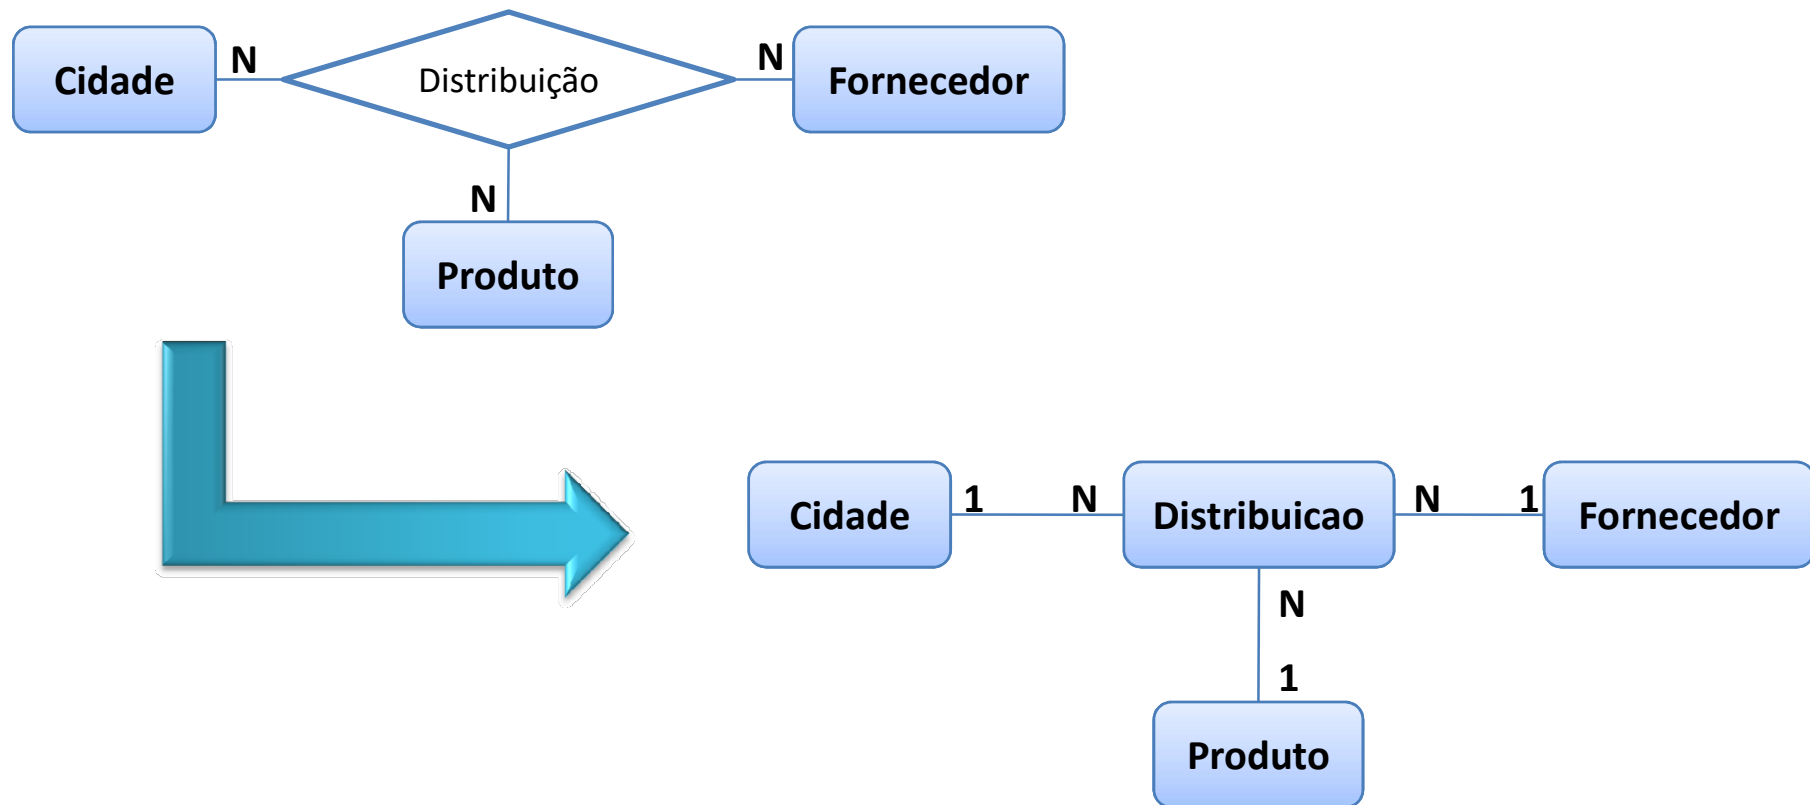 Cidade N Distribuição N Fornecedor
N
Produto
Cidade 1 N Distribuicao N 1 Fornecedor
N
1
Produto